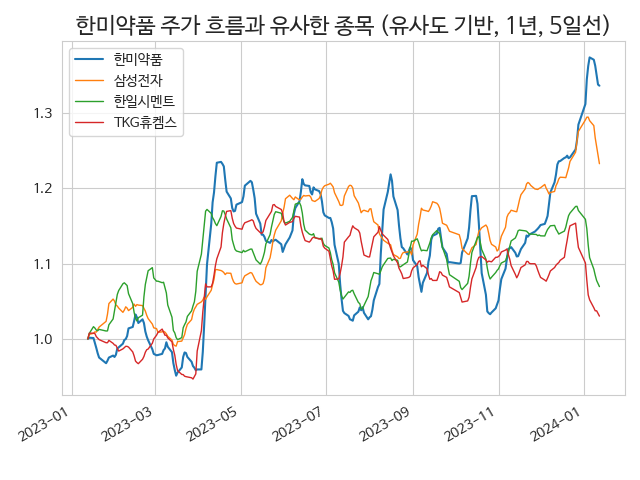 한미약품 주가 흐름과 유사한 종목 (유사도 기반, 1년, 5일선)
한미약품
삼성전자
한일시멘트
TKG휴켐스
1.3
1.2
1.1
1.0
2023-01
2023-03
2023-05
2023-07
2023-09
2023-11
2024-01